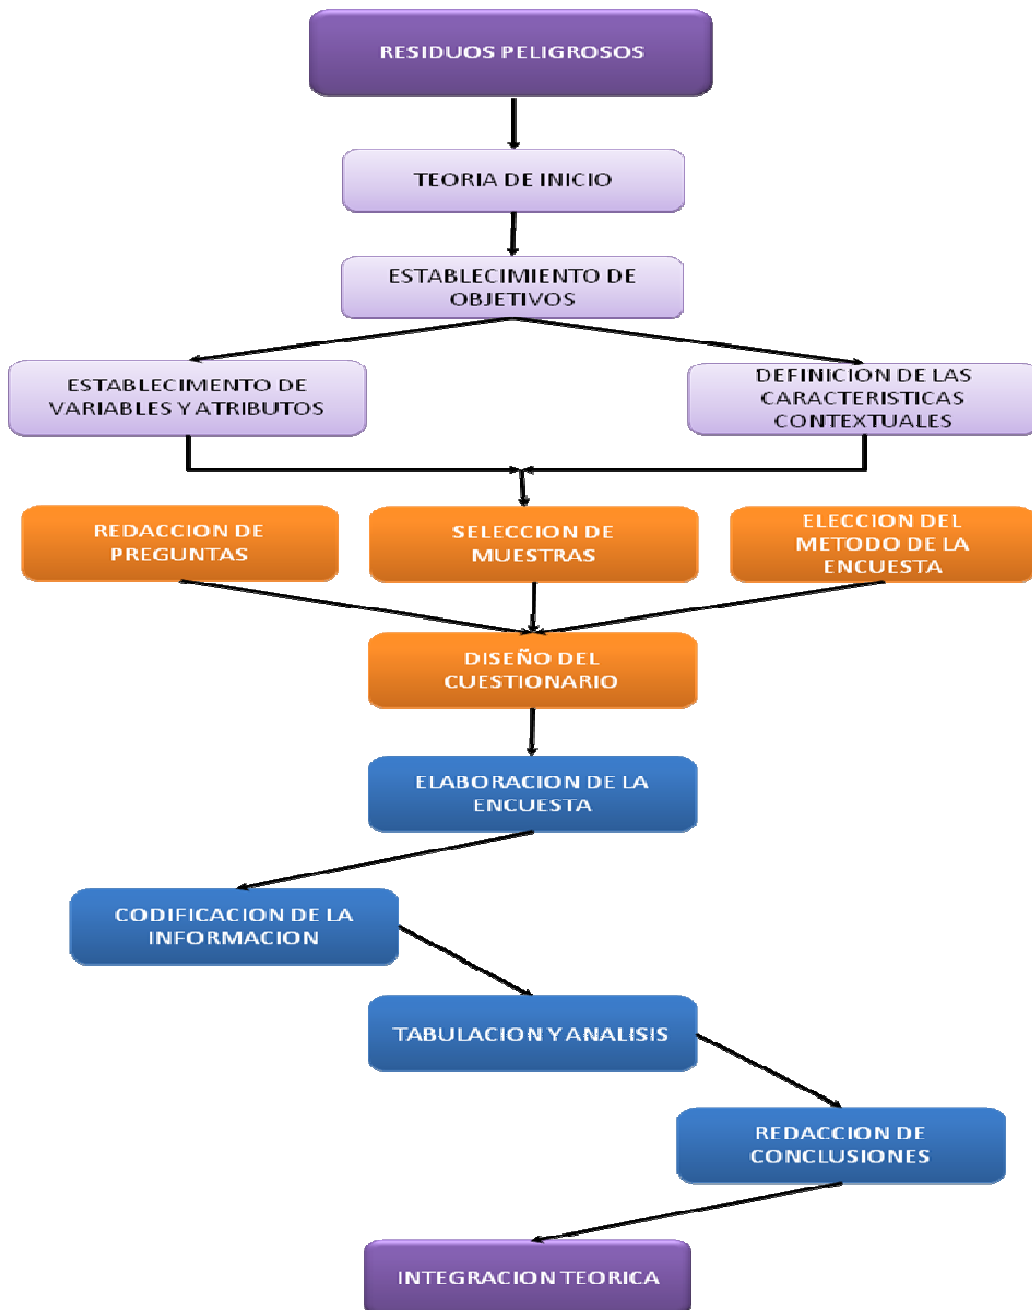 RESIDUOS PELIGROSOS
TEORIA DE INICIO
ESTABLECIMIENTO DE
OBJETIVOS
ESTABLECIMENTO DE
VARIABLES Y ATRIBUTOS
DEFINICION DE LAS
CARACTERISTICAS
CONTEXTUALES
REDACCION DE
PREGUNTAS
SELECCION DE
MUESTRAS
ELECCION DEL
METODO DE LA
ENCUESTA
DISEÑO DEL
CUESTIONARIO
ELABORACION DE LA
ENCUESTA
CODIFICACION DE LA
INFORMACION
TABULACION Y ANALISIS
REDACCION DE
CONCLUSIONES
INTEGRACION TEORICA